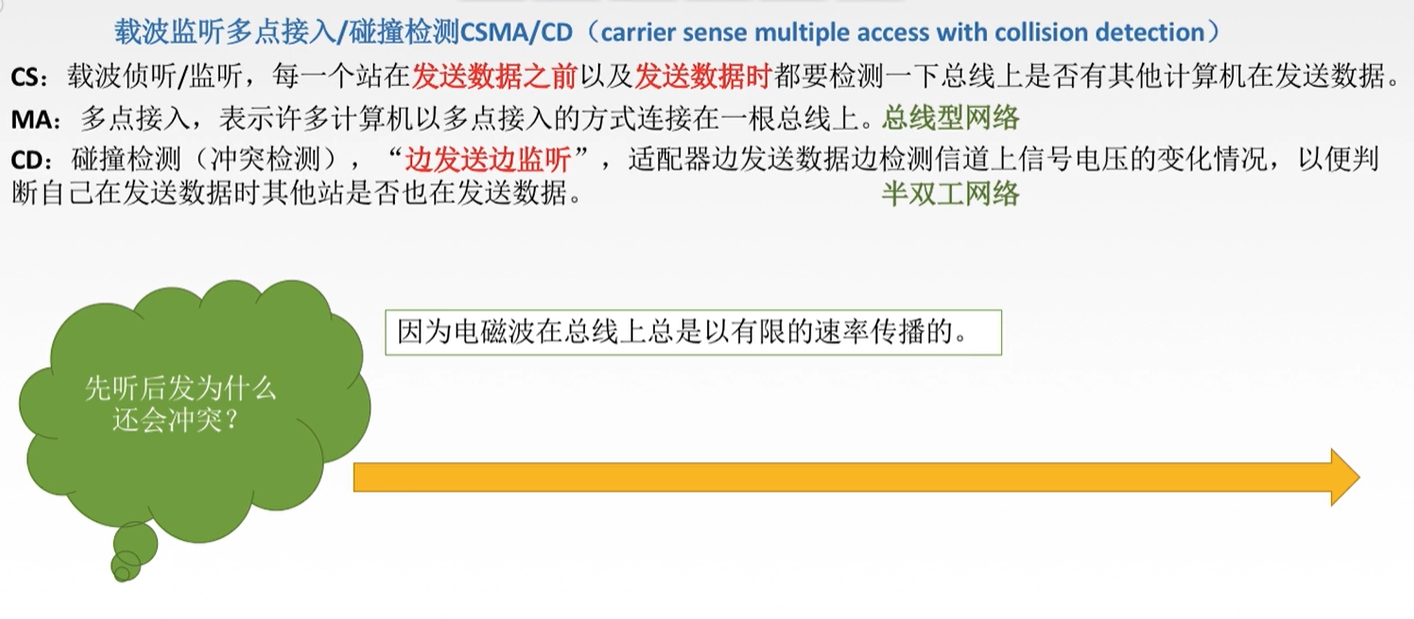 载波监听多点接入/碰撞检测CSMA/CD（carrier sense multiple access with collision detection）
CS：载波侦听/监听，每一个站在发送数据之前以及发送数据时都要检测一下总线上是否有其他计算机在发送数据。
MA：多点接入，表示许多计算机以多点接入的方式连接在一根总线上。总线型网络
CD：碰撞检测（冲突检测），“边发送边监听”，适配器边发送数据边检测信道上信号电压的变化情况，以便判
断自己在发送数据时其他站是否也在发送数据。 半双工网络
因为电磁波在总线上总是以有限的速率传播的。
先听后发为什么
还会冲突？